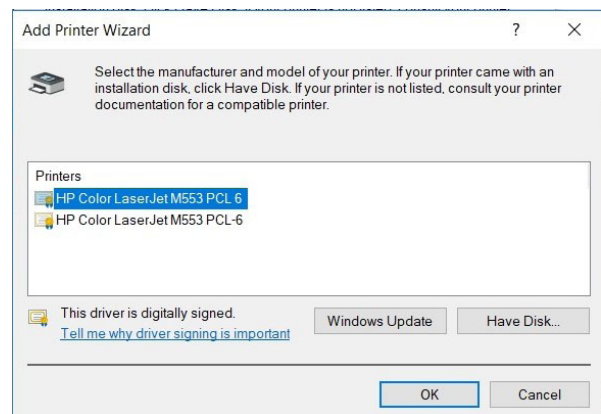 Add Printer Wizard
Select the manufacturer and model of your printer. If your printer came with an
installation disk, click Have Disk. If your printer is not listed, consult your printer
documentation for a compatible printer.
Printers
HP Color LaserJet M553 PCL 6
HP Color LaserJet M553 PCL-6
This driver is digitally signed.
Tell me why driver signing is important
Windows Update
Have Disk...
OK
Cancel